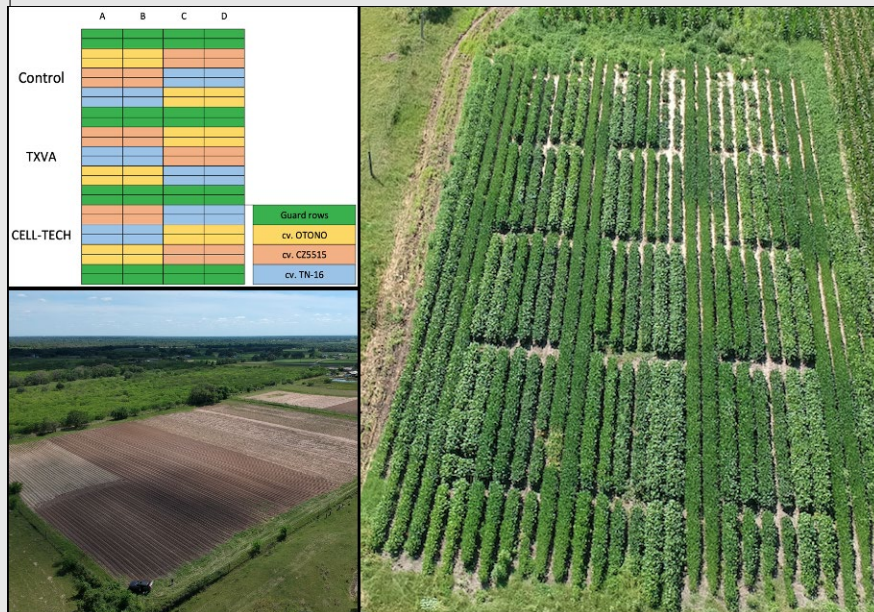 A B C D
Control
TXVA
CELL-TECH
Guard rows
cv. OTONO
cv. CZ5515
cv. TN-16